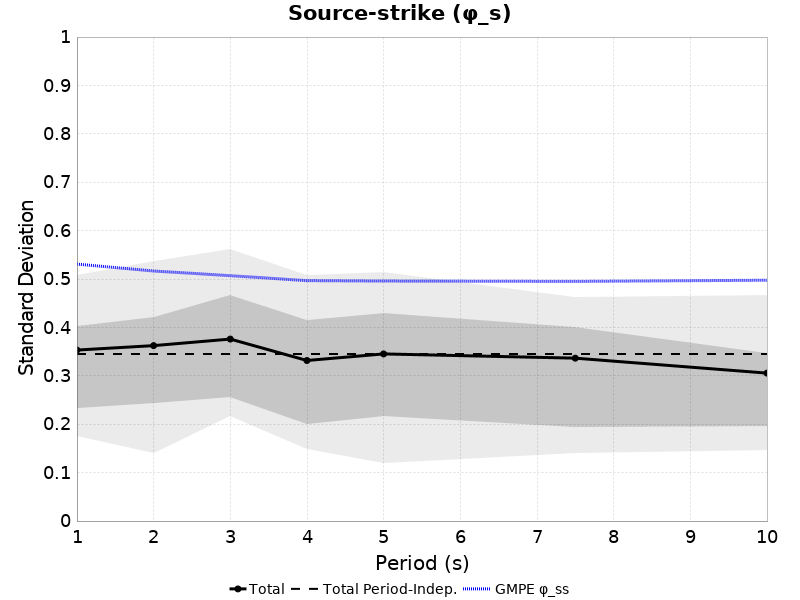 Source-strike (φ_s)
1
0.9
0.8
0.7
0.6
0.5
0.4
0.3
0.2
0.1
0
Standard Deviation
1 2 3 4 5 6 7 8 9 10
Period (s)
Total Total Period-Indep. GMPE φ_ss